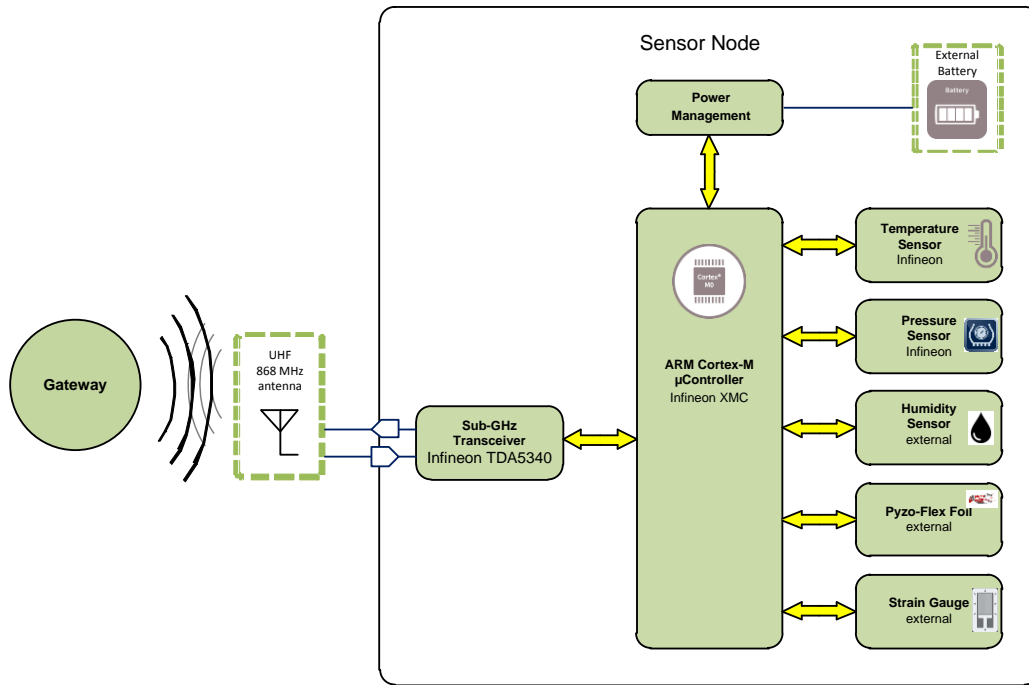 Sensor Node
External
Battery
Battery
Power
Management
Temperature
Sensor
Infineon
Cortex®
M0
Pressure
Sensor
Infineon
ARM Cortex-M
µController
Infineon XMC
Gateway
UHF
868 MHz
antenna
Sub-GHz
Transceiver
Infineon TDA5340
Humidity
Sensor
external
Pyzo-Flex Foil
external
Strain Gauge
external